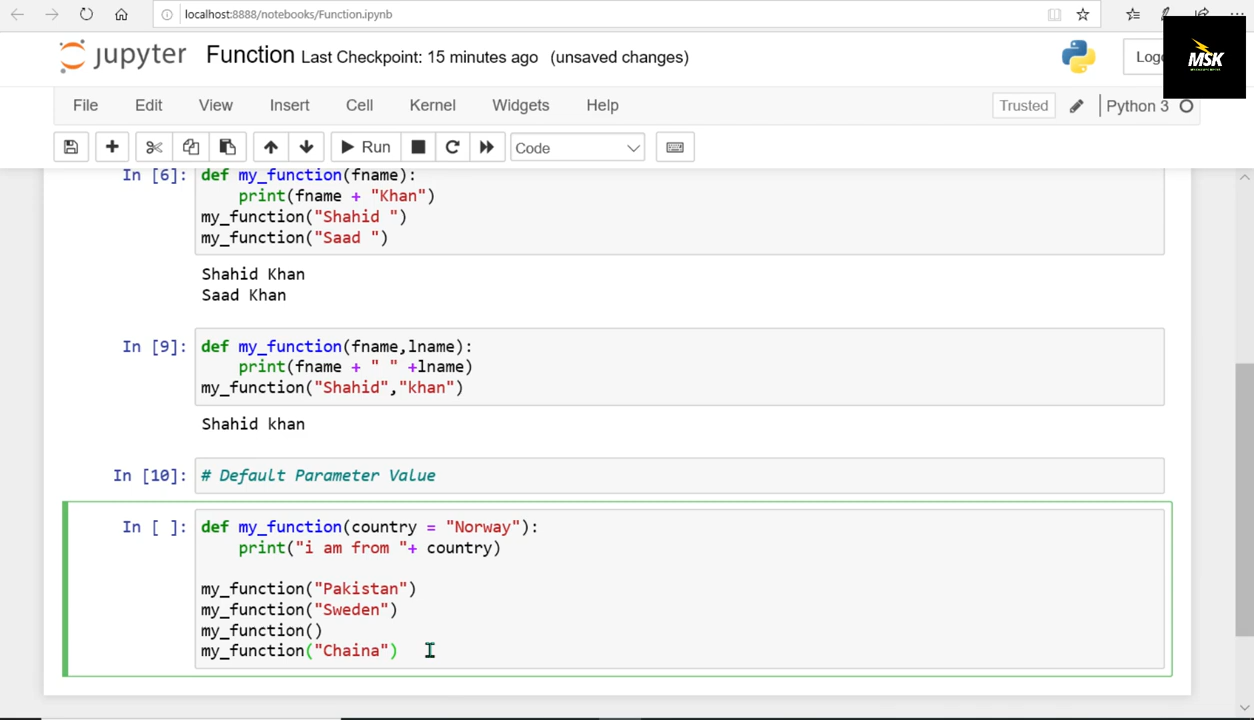 localhost:8888/notebooks/Function.ipynb
jupyter Function Last Checkpoint: 15 minutes ago (unsaved changes)
MSK
File Edit View Insert Cell Kernel Widgets Help Trusted Python 3
Run Code
In [6]: def my_function(fname):
print(fname + "Khan")
my_function("Shahid ")
my_function("Saad ")
Shahid Khan
Saad Khan
In [9]: def my_function(fname,lname):
print(fname + " " +lname)
my_function("Shahid","khan")
Shahid khan
In [10]: # Default Parameter Value
In [ ]: def my_function(country = "Norway"):
print("i am from "+ country)
my_function("Pakistan")
my_function("Sweden")
my_function()
my_function("Chaina")